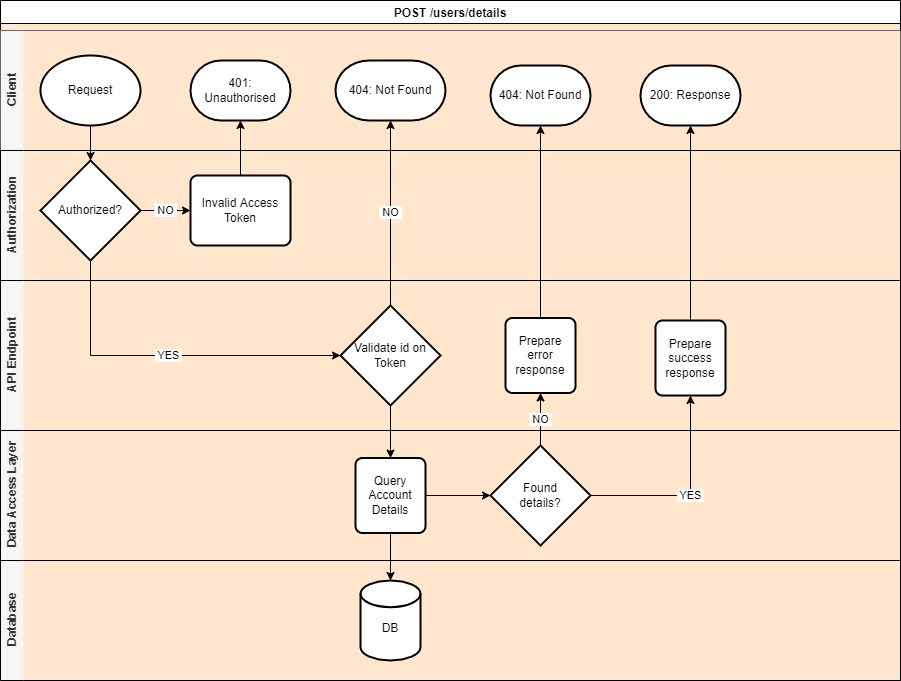 POST /users/details
Client
Request
401:
Unauthorised
404: Not Found
404: Not Found
200: Response
Authorization
Authorized?
NO
Invalid Access
Token
NO
API Endpoint
YES
Validate id on
Token
Prepare
error
response
Prepare
success
response
NO
Data Access Layer
Query
Account
Details
Found
details?
YES
Database
DB